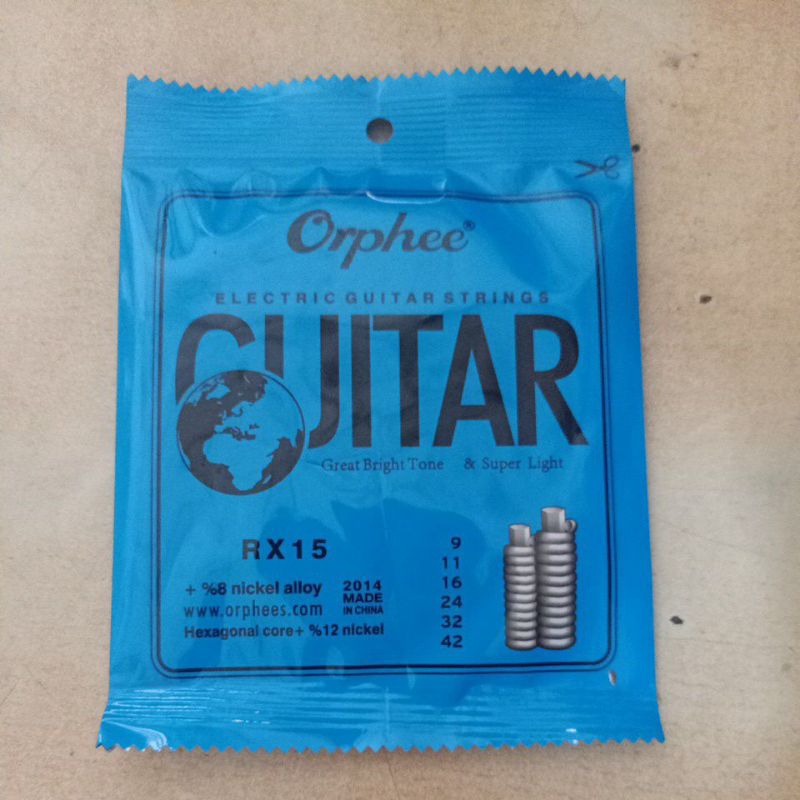 Orphee®
ELECTRIC GUITAR STRINGS
GUITAR
Great Bright Tone & Super Light
RX15
+ %8 nickel alloy
www.orphees.com
Hexagonal core+ %12 nickel
2014
MADE
IN CHINA
9
11
16
24
32
42